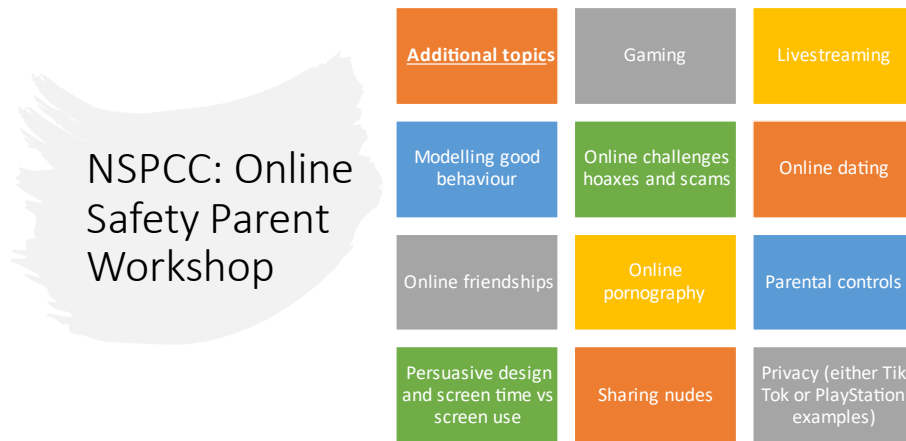 NSPCC: Online
Safety Parent
Workshop
Additional topics
Gaming
Livestreaming
Modelling good
behaviour
Online challenges
hoaxes and scams
Online dating
Online friendships
Online
pornography
Parental controls
Persuasive design
and screen time vs
screen use
Sharing nudes
Privacy (either Tik
Tok or PlayStation
examples)